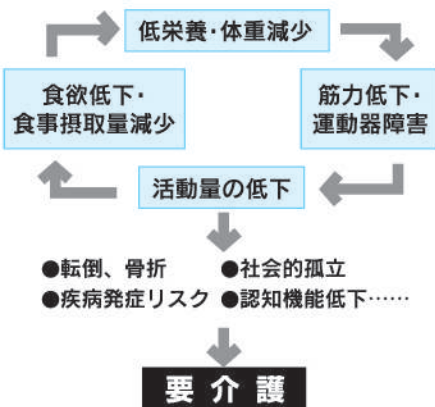 低栄養・体重減少
食欲低下・
食事摂取量減少
筋力低下・
運動器障害
活動量の低下
●転倒、骨折 ●社会的孤立
●疾病発症リスク ●認知機能低下……
要介護